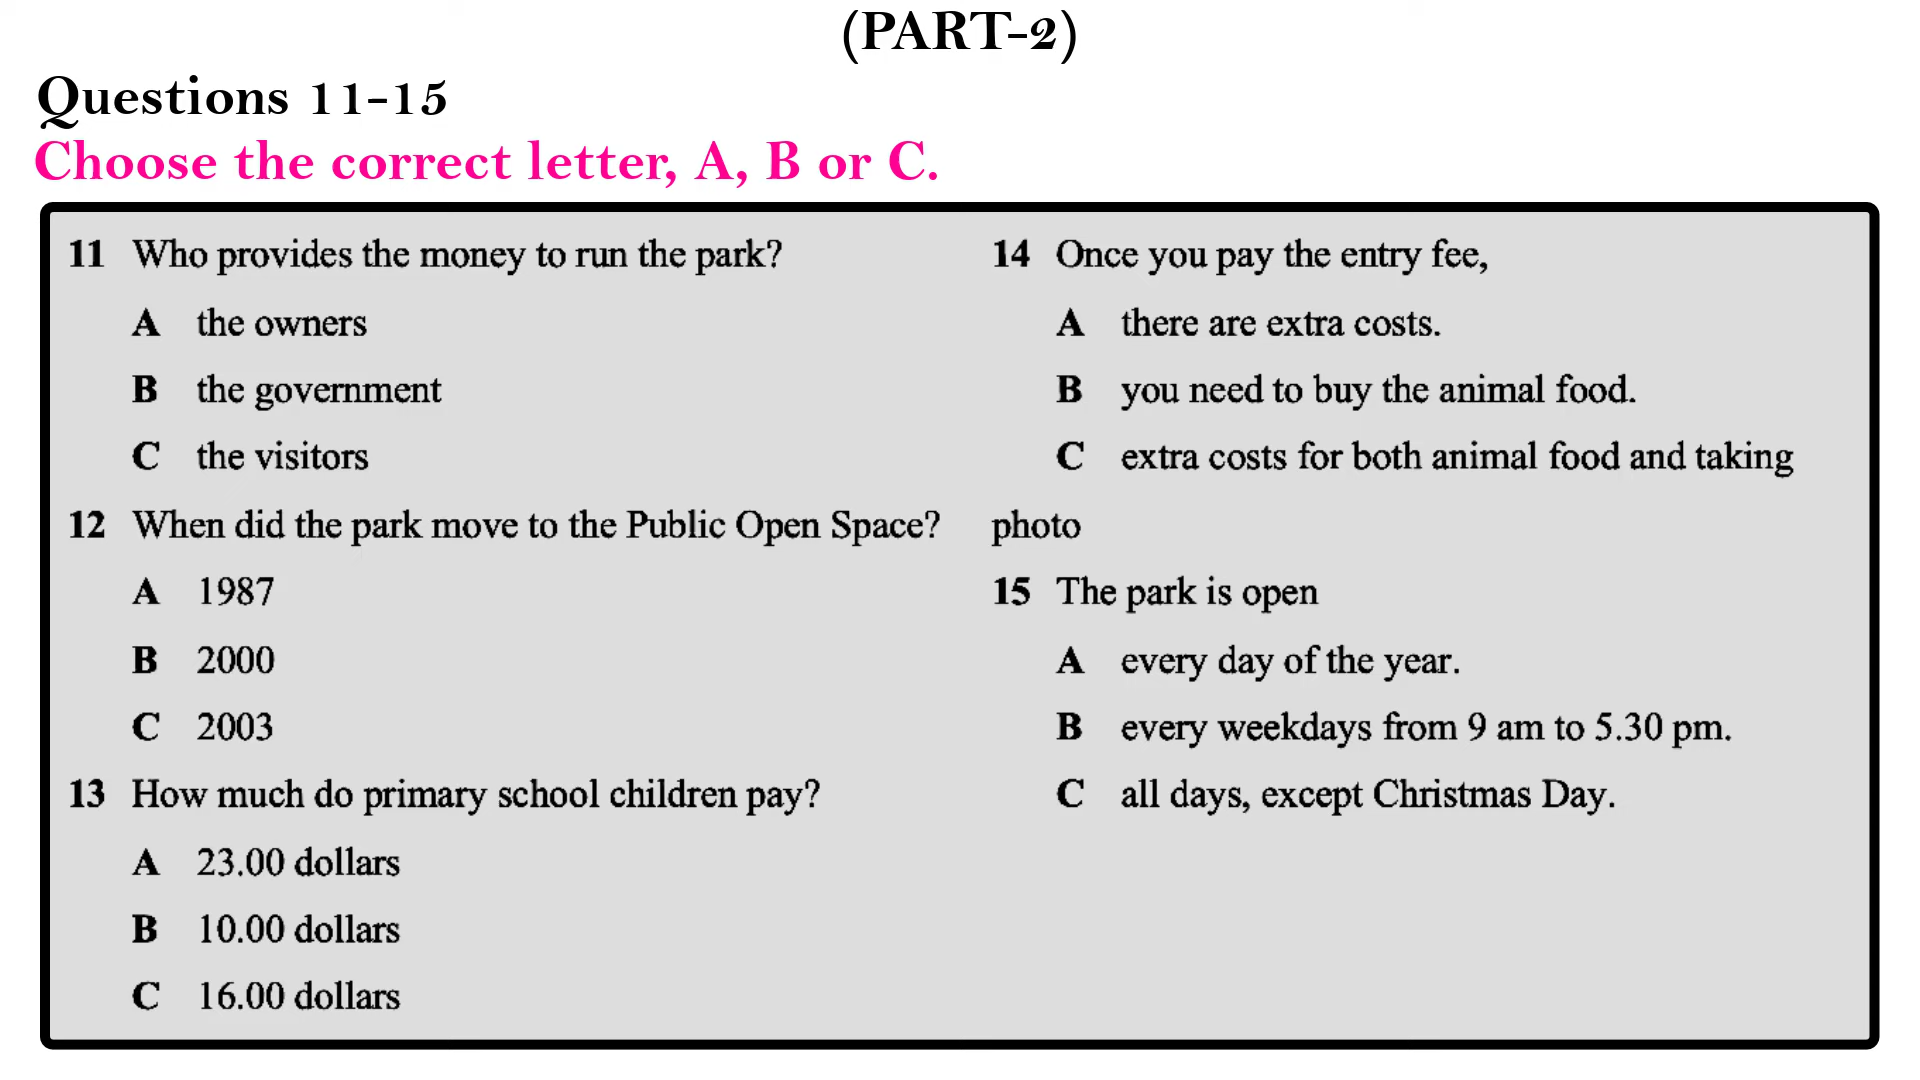 (PART-2)
Questions 11-15
Choose the correct letter, A, B or C.
11 Who provides the money to run the park?
A the owners
B the government
C the visitors
12 When did the park move to the Public Open Space?
A 1987
B 2000
C 2003
13 How much do primary school children pay?
A 23.00 dollars
B 10.00 dollars
C 16.00 dollars
14 Once you pay the entry fee,
A there are extra costs.
B you need to buy the animal food.
C extra costs for both animal food and taking
photo
15 The park is open
A every day of the year.
B every weekdays from 9 am to 5.30 pm.
C all days, except Christmas Day.